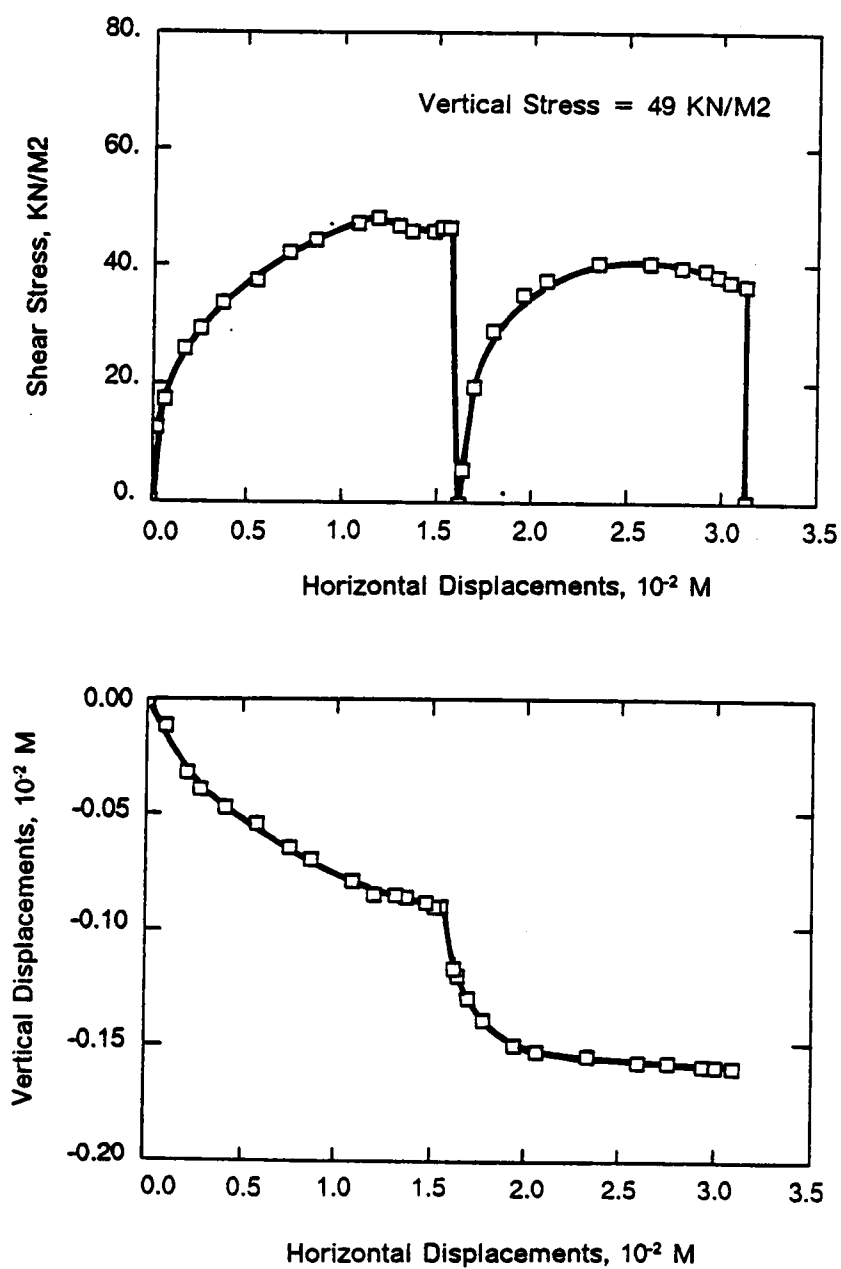 80.
Vertical Stress = 49 KN/M2
60.
Shear Stress, KN/M2
40.
20.
0.
0.0 0.5 1.0 1.5 2.0 2.5 3.0 3.5
Horizontal Displacements, 10-2 M
0.00
-0.05
Vertical Displacements, 10-2 M
-0.10
-0.15
-0.20
0.0 0.5 1.0 1.5 2.0 2.5 3.0 3.5
Horizontal Displacements, 10-2 M